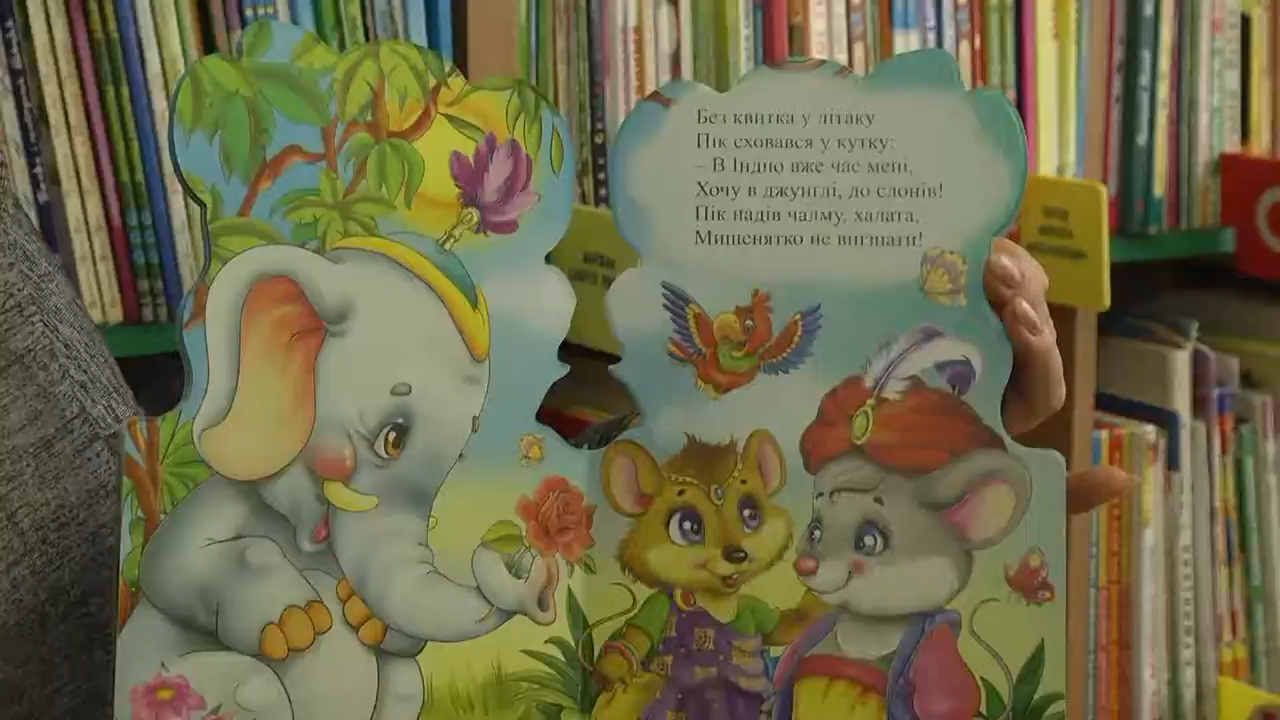 Без квитка у літаку
Пік сховався у кутку:
– В Індію вже час мені,
Хочу в джунглі, до слонів!
Пік надів чалму, халата,
Мишенятко не впізнати!